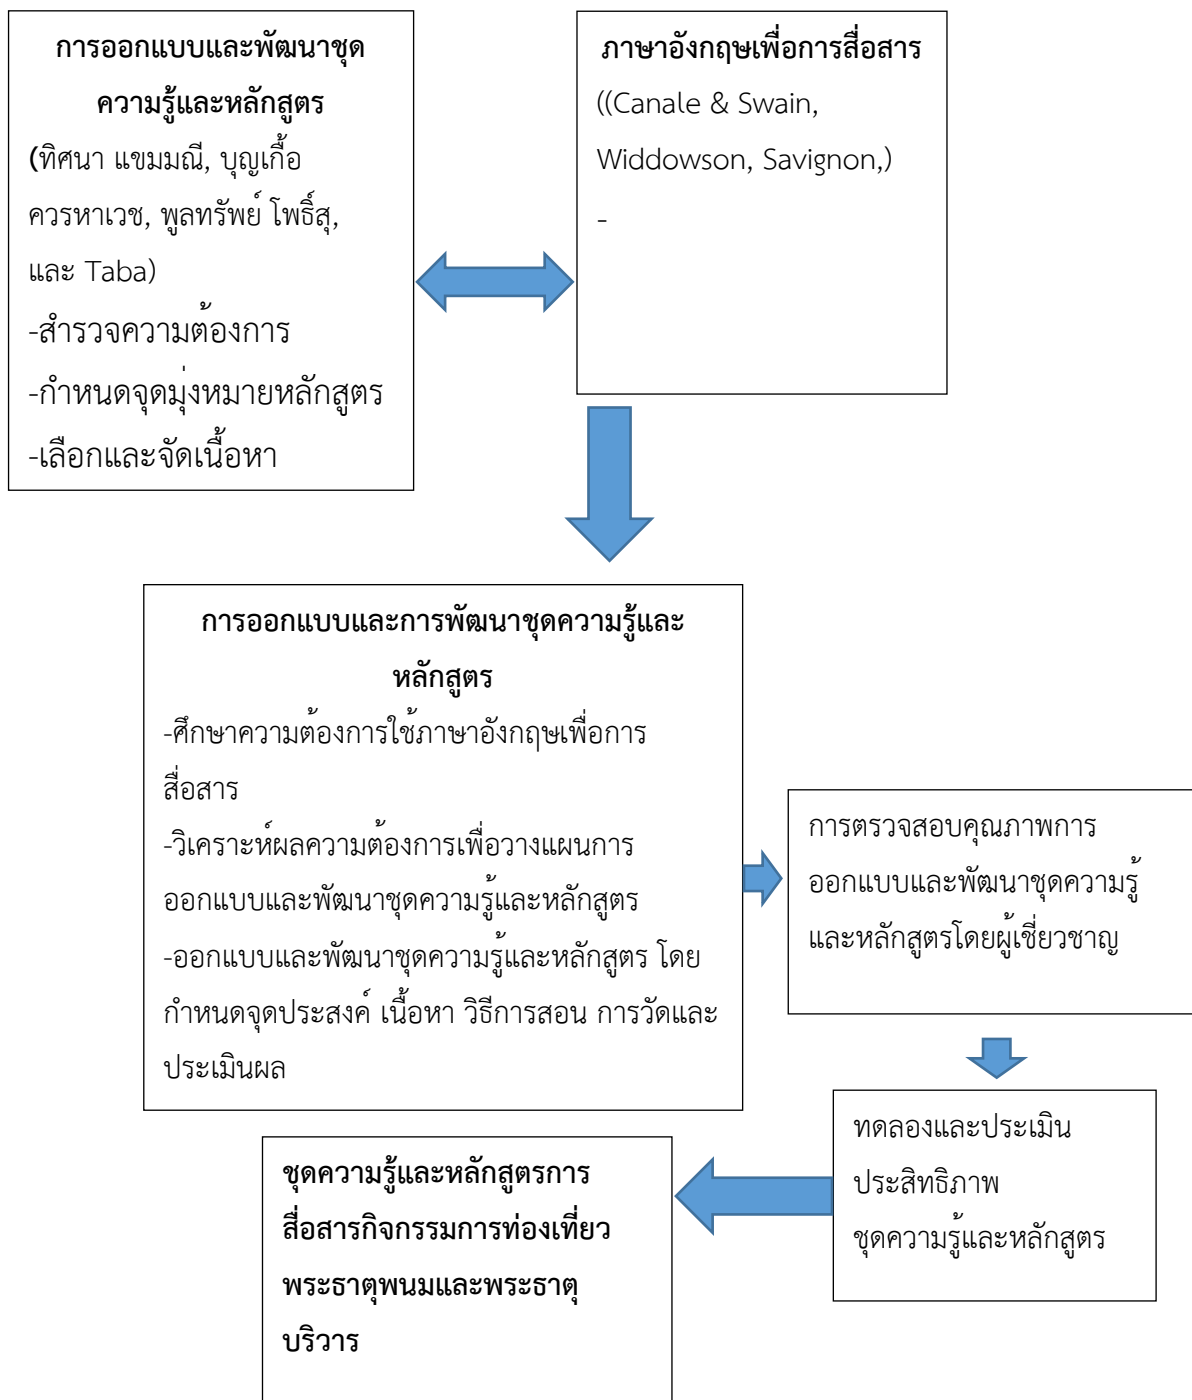 การออกแบบและพัฒนาชุด
ความรู้และหลักสูตร
(ทิศนา แขมมณี, บุญเกื้อ
ควรหาเวช, พูลทรัพย์ โพธิ์สุ,
และ Taba)
-สำรวจความต้องการ
-กำหนดจุดมุ่งหมายหลักสูตร
-เลือกและจัดเนื้อหา
ภาษาอังกฤษเพื่อการสื่อสาร
((Canale & Swain,
Widdowson, Savignon,)
-
การออกแบบและการพัฒนาชุดความรู้และ
หลักสูตร
-ศึกษาความต้องการใช้ภาษาอังกฤษเพื่อการ
สื่อสาร
-วิเคราะห์ผลความต้องการเพื่อวางแผนการ
ออกแบบและพัฒนาชุดความรู้และหลักสูตร
-ออกแบบและพัฒนาชุดความรู้และหลักสูตร โดย
กำหนดจุดประสงค์ เนื้อหา วิธีการสอน การวัดและ
ประเมินผล
การตรวจสอบคุณภาพการ
ออกแบบและพัฒนาชุดความรู้
และหลักสูตรโดยผู้เชี่ยวชาญ
ทดลองและประเมิน
ประสิทธิภาพ
ชุดความรู้และหลักสูตร
ชุดความรู้และหลักสูตรการ
สื่อสารกิจกรรมการท่องเที่ยว
พระธาตุพนมและพระธาตุ
บริวาร